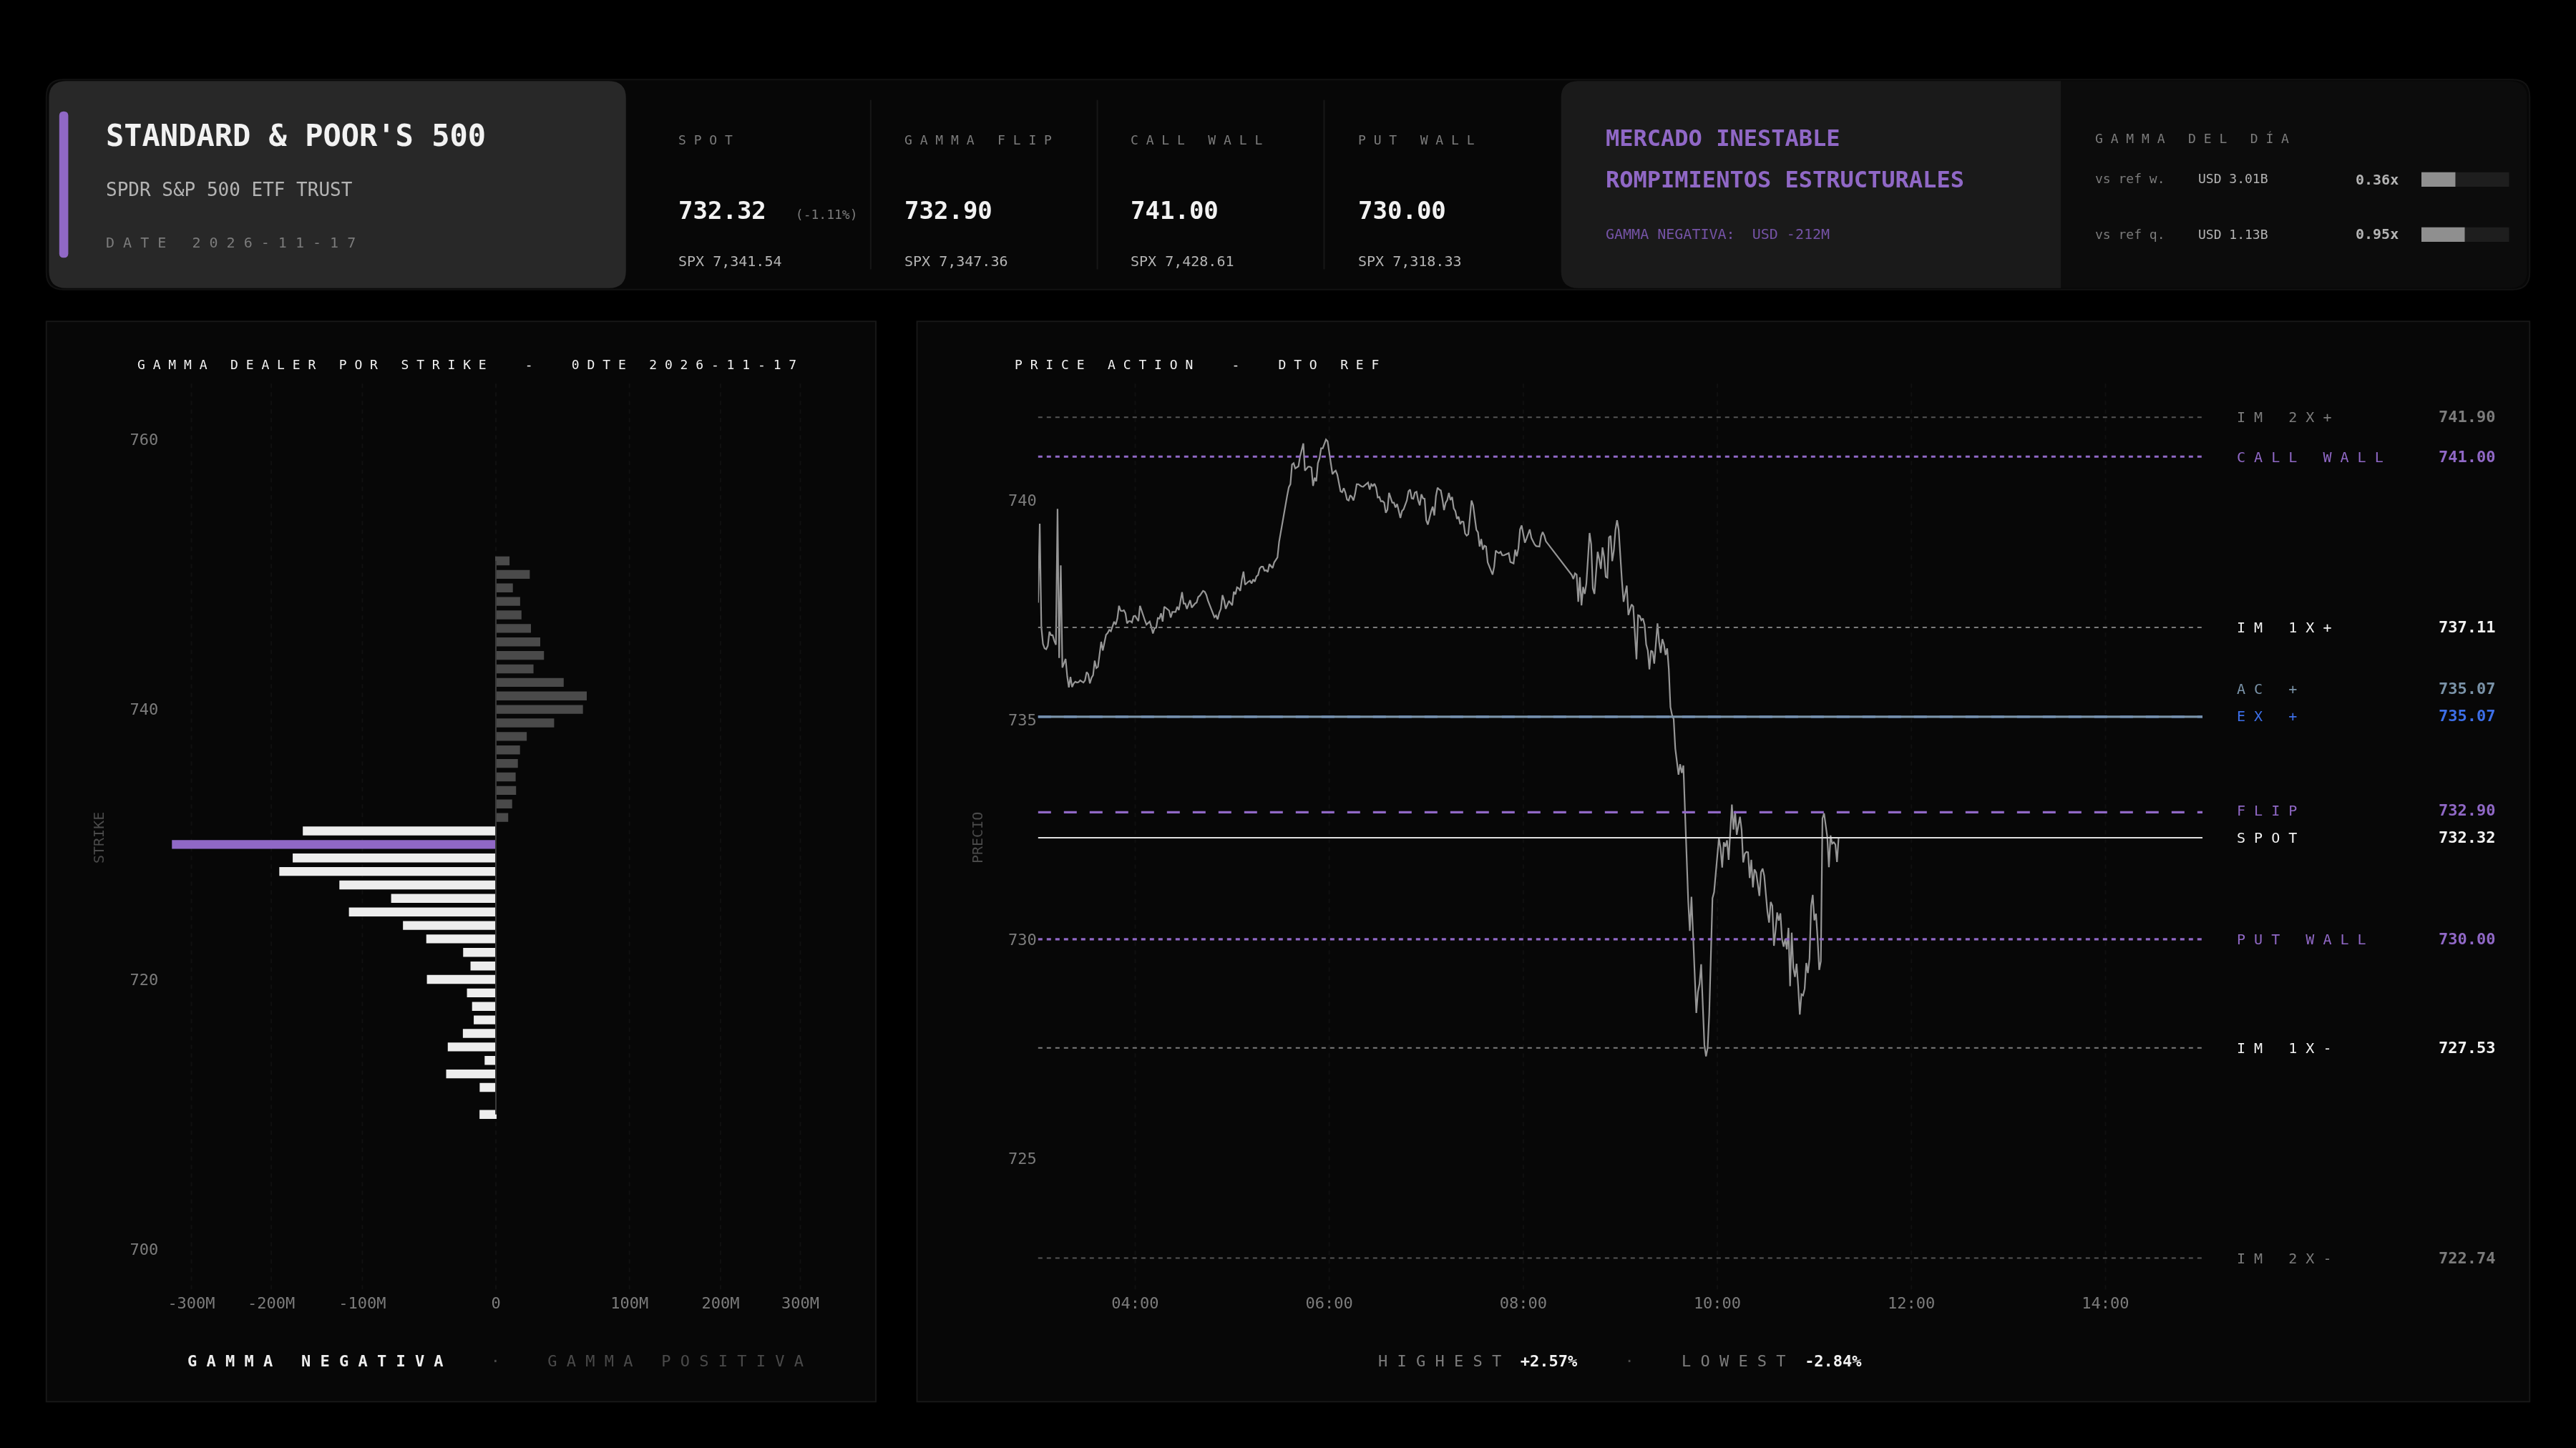 STANDARD & POOR'S 500
SPDR S&P 500 ETF TRUST
DATE 2026-11-17
SPOT
732.32 (-1.11%)
SPX 7,341.54
GAMMA FLIP
732.90
SPX 7,347.36
CALL WALL
741.00
SPX 7,428.61
PUT WALL
730.00
SPX 7,318.33
MERCADO INESTABLE
ROMPIMIENTOS ESTRUCTURALES
GAMMA NEGATIVA: USD -212M
GAMMA DEL DÍA
vs ref w. USD 3.01B 0.36x
vs ref q. USD 1.13B 0.95x
GAMMA DEALER POR STRIKE - 0DTE 2026-11-17
STRIKE
760
740
720
700
-300M -200M -100M 0 100M 200M 300M
GAMMA NEGATIVA · GAMMA POSITIVA
PRICE ACTION - DTO REF
PRECIO
740
735
730
725
04:00 06:00 08:00 10:00 12:00 14:00
IM 2X+ 741.90
CALL WALL 741.00
IM 1X+ 737.11
AC + 735.07
EX + 735.07
FLIP 732.90
SPOT 732.32
PUT WALL 730.00
IM 1X- 727.53
IM 2X- 722.74
HIGHEST +2.57% · LOWEST -2.84%